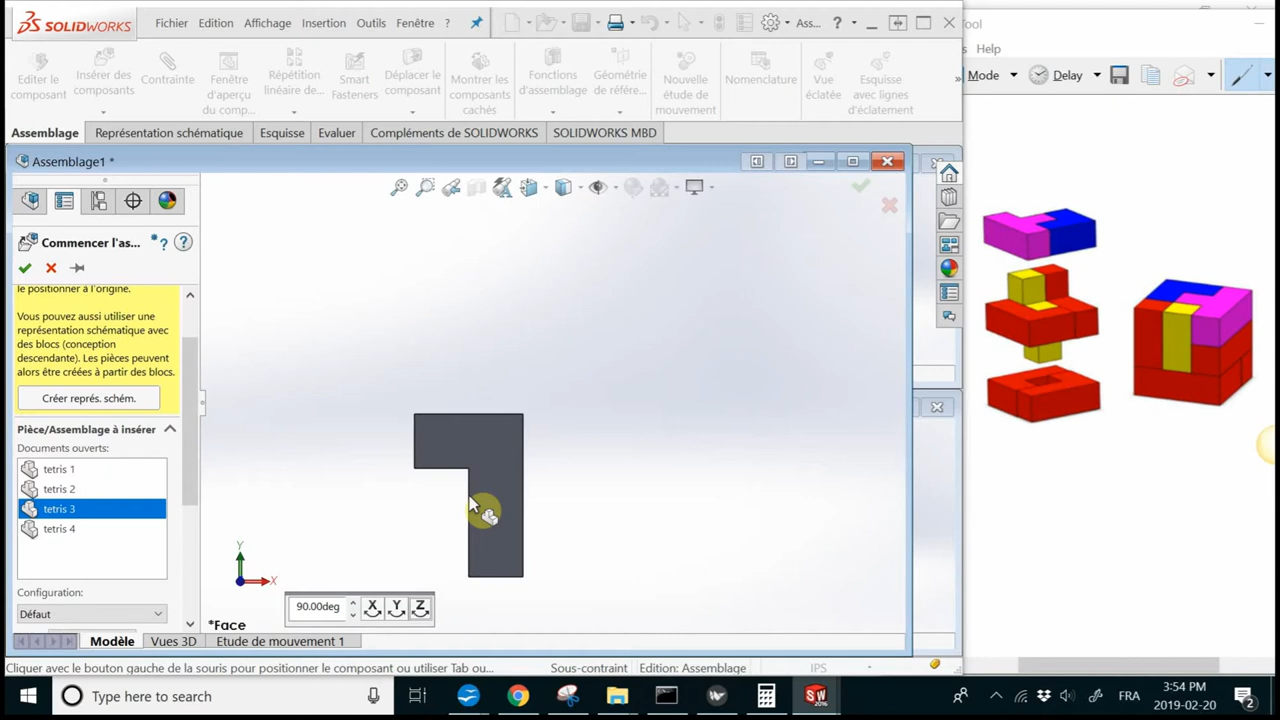 SOLIDWORKS
Fichier Edition Affichage Insertion Outils Fenêtre ?
Ass... ?
Tool
Editer le composant
Insérer des composants
Contrainte
Fenêtre d'aperçu du comp...
Répétition linéaire de...
Smart Fasteners
Déplacer le composant
Montrer les composants cachés
Fonctions d'assemblage
Géométrie de référe...
Nouvelle étude de mouvement
Nomenclature
Vue éclatée
Esquisse avec lignes d'éclatement
»
Help
Mode Delay
Assemblage Représentation schématique Esquisse Evaluer Compléments de SOLIDWORKS SOLIDWORKS MBD
Assemblage1 *
Commencer l'as...
le positionner à l'origine.
Vous pouvez aussi utiliser une
représentation schématique avec
des blocs (conception
descendante). Les pièces peuvent
alors être créées à partir des blocs.
Créer représ. schém.
Pièce/Assemblage à insérer
Documents ouverts:
tetris 1
tetris 2
tetris 3
tetris 4
Configuration:
Défaut
Y
X
90.00deg X Y Z
*Face
Modèle Vues 3D Etude de mouvement 1
Cliquer avec le bouton gauche de la souris pour positionner le composant ou utiliser Tab ou... Sous-contraint Edition: Assemblage IPS
Type here to search
SW
2016
FRA
3:54 PM
2019-02-20
2